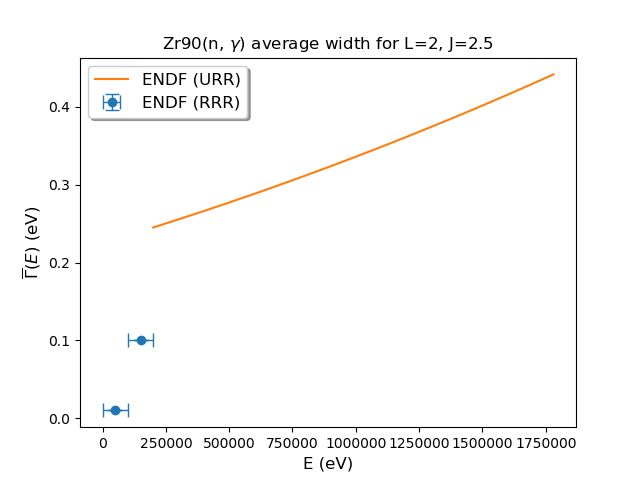 Zr90(n, γ) average width for L=2, J=2.5
ENDF (URR)
ENDF (RRR)
Γ̅(E) (eV)
0.4
0.3
0.2
0.1
0.0
0 250000 500000 750000 1000000 1250000 1500000 1750000
E (eV)